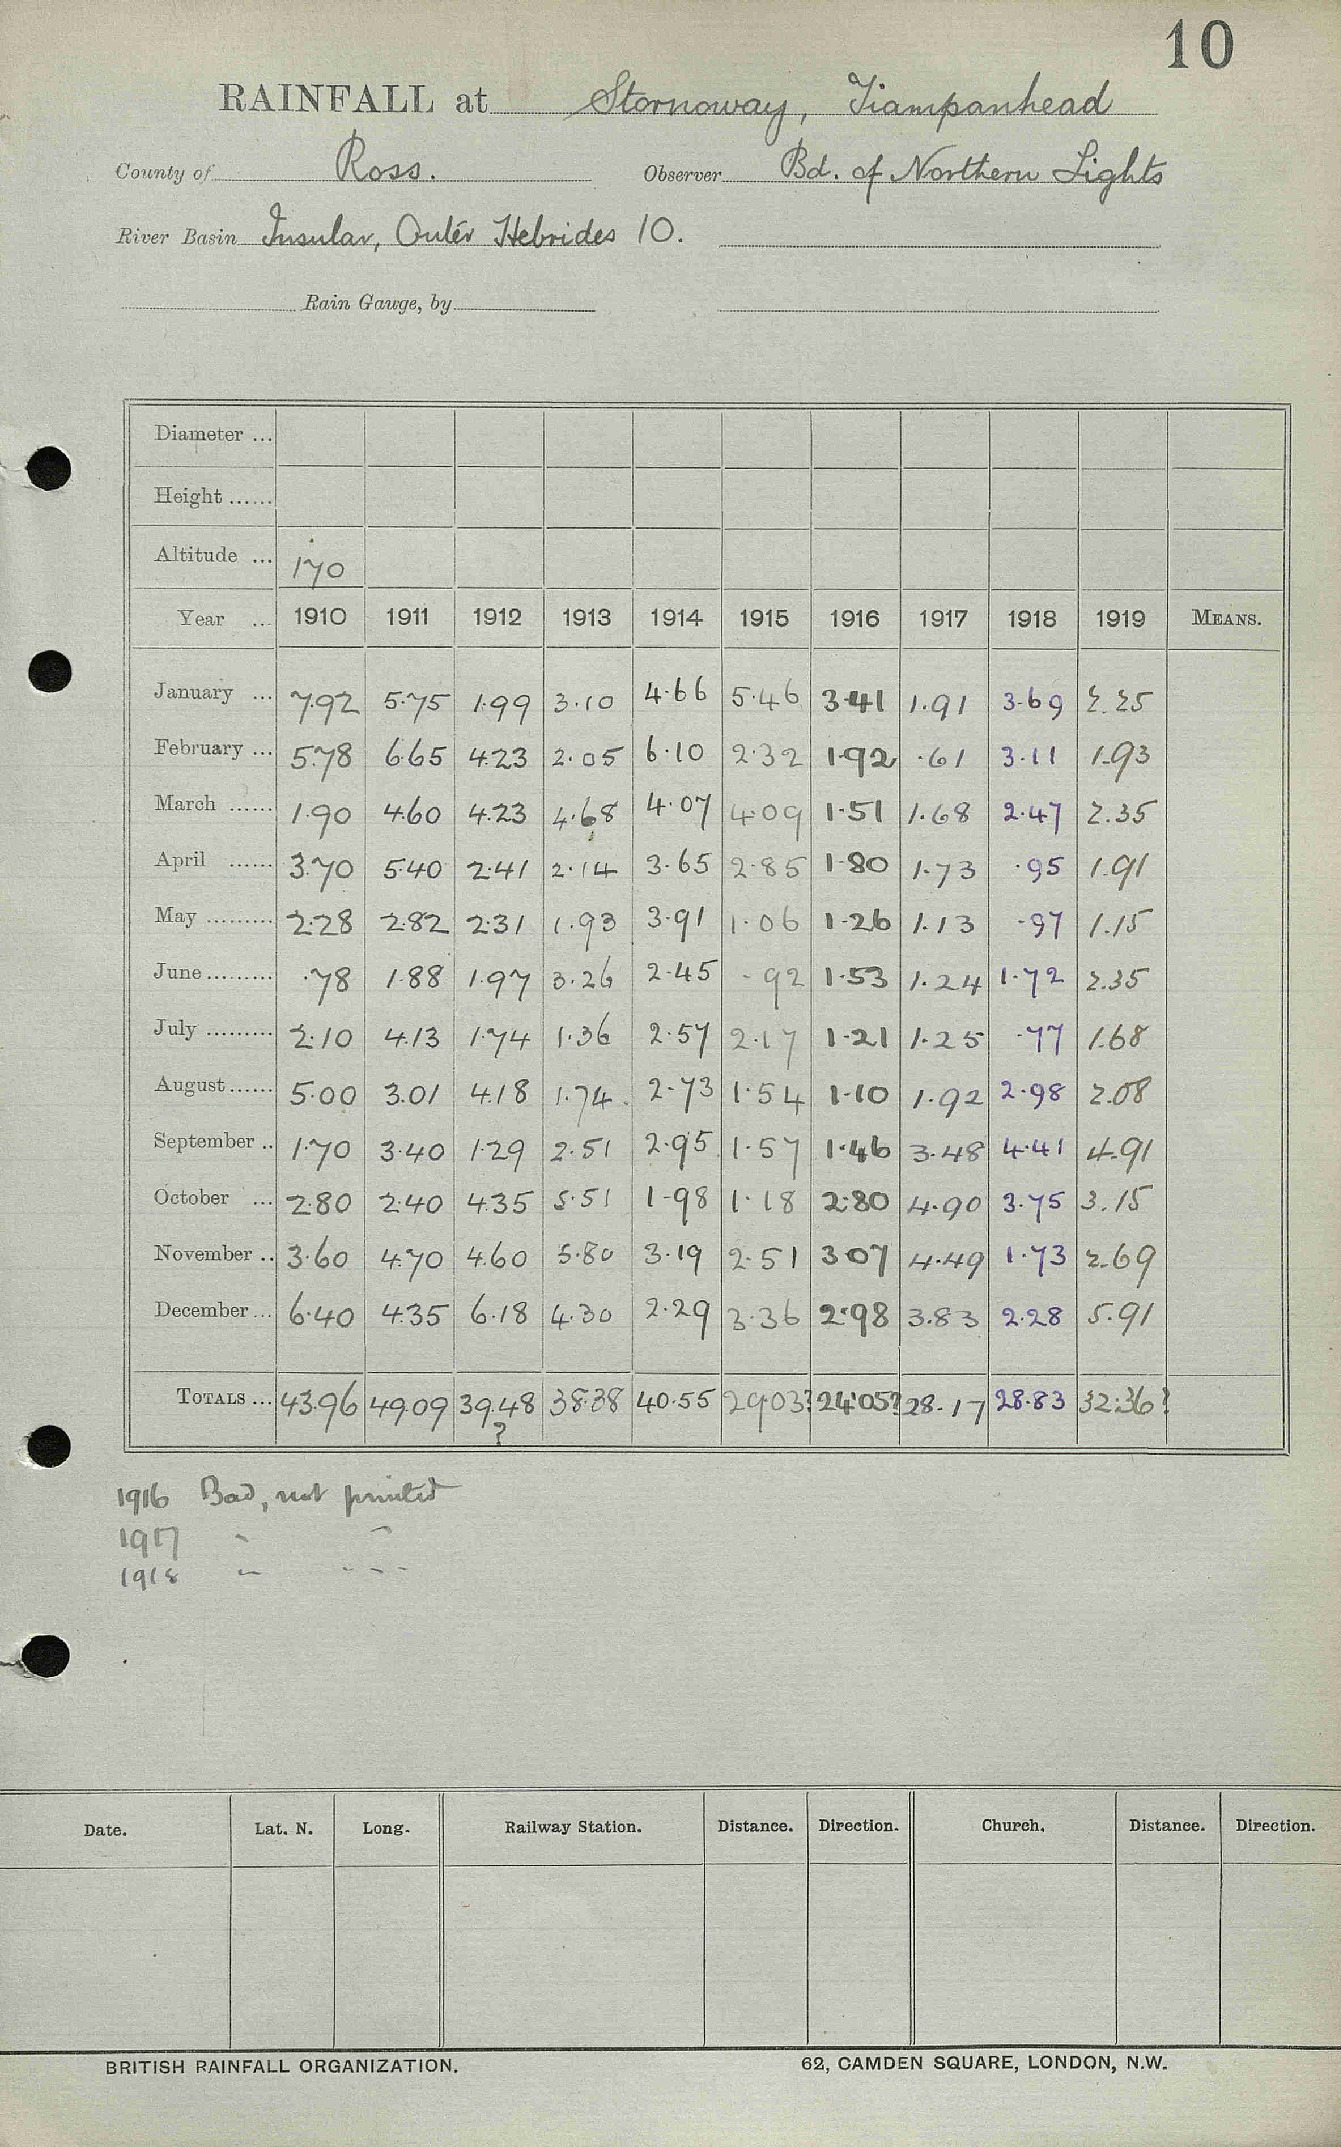 10
RAINFALL at Stornoway, Tiampanhead
County of Ross. Observer Bd. of Northern Lights
River Basin Insular, Outer Hebrides 10.
Rain Gauge, by
Diameter ...
Height ......
Altitude ... 170
Year ... 1910 1911 1912 1913 1914 1915 1916 1917 1918 1919 MEANS.
January ... 7.92 5.75 1.99 3.10 4.66 5.46 3.41 1.91 3.69 2.25
February ... 5.78 6.65 4.23 2.05 6.10 2.32 1.92 .61 3.11 1.93
March ...... 1.90 4.60 4.23 4.68 4.07 4.09 1.51 1.68 2.47 2.35
April ...... 3.70 5.40 2.41 2.14 3.65 2.85 1.80 1.73 .95 1.91
May ......... 2.28 2.82 2.31 1.93 3.91 1.06 1.26 1.13 .97 1.15
June ......... .78 1.88 1.97 3.26 2.45 .92 1.53 1.24 1.72 2.35
July ......... 2.10 4.13 1.74 1.36 2.57 2.17 1.21 1.25 .77 1.68
August ...... 5.00 3.01 4.18 1.74 2.73 1.54 1.10 1.92 2.98 2.08
September .. 1.70 3.40 1.29 2.51 2.95 1.57 1.46 3.48 4.41 4.91
October ... 2.80 2.40 4.35 5.51 1.98 1.18 2.80 4.90 3.75 3.15
November .. 3.60 4.70 4.60 5.80 3.19 2.51 3.07 4.49 1.73 2.69
December ... 6.40 4.35 6.18 4.30 2.29 3.36 2.98 3.83 2.28 5.91
TOTALS ... 43.96 49.09 39.48 ? 38.38 40.55 29.03? 24.05? 28.17 28.83 32.36?
1916 Bad, not printed
1917 " "
1918 " " "
Date. Lat. N. Long. Railway Station. Distance. Direction. Church. Distance. Direction.
BRITISH RAINFALL ORGANIZATION. 62, CAMDEN SQUARE, LONDON, N.W.